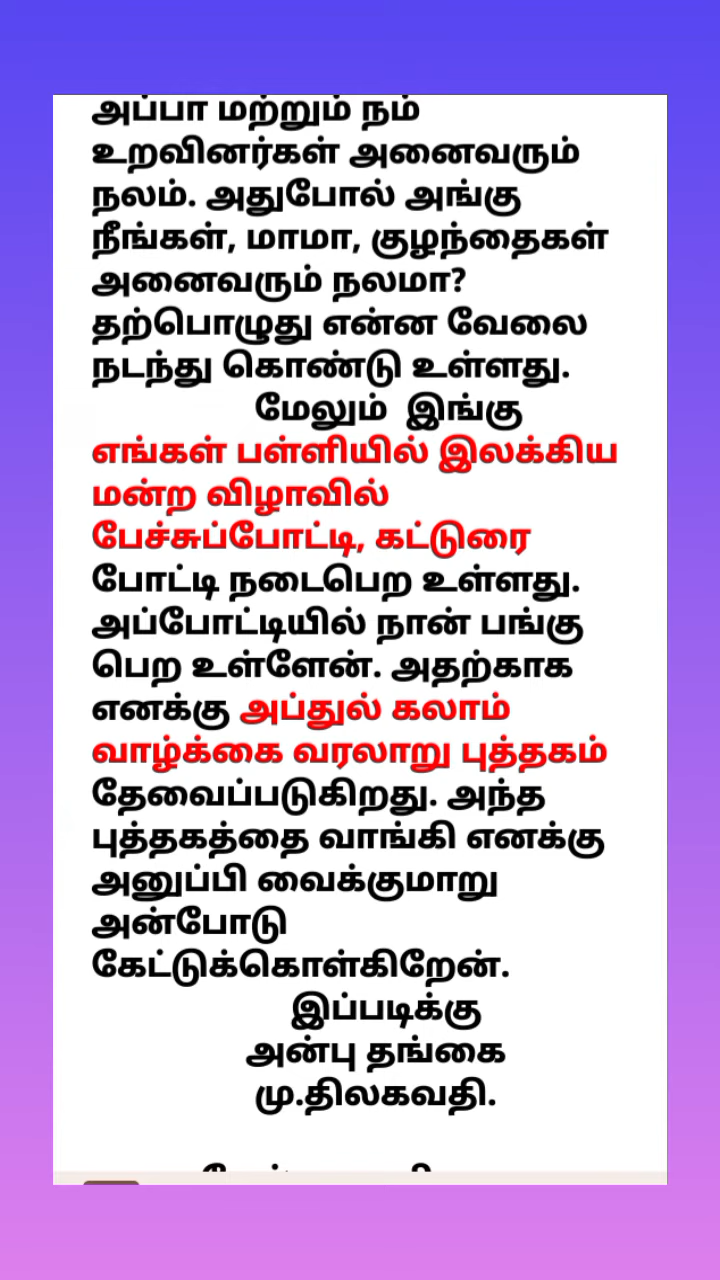 அப்பா மற்றும் நம்
உறவினர்கள் அனைவரும்
நலம். அதுபோல் அங்கு
நீங்கள், மாமா, குழந்தைகள்
அனைவரும் நலமா?
தற்பொழுது என்ன வேலை
நடந்து கொண்டு உள்ளது.
மேலும் இங்கு
எங்கள் பள்ளியில் இலக்கிய
மன்ற விழாவில்
பேச்சுப்போட்டி, கட்டுரை
போட்டி நடைபெற உள்ளது.
அப்போட்டியில் நான் பங்கு
பெற உள்ளேன். அதற்காக
எனக்கு அப்துல் கலாம்
வாழ்க்கை வரலாறு புத்தகம்
தேவைப்படுகிறது. அந்த
புத்தகத்தை வாங்கி எனக்கு
அனுப்பி வைக்குமாறு
அன்போடு
கேட்டுக்கொள்கிறேன்.
இப்படிக்கு
அன்பு தங்கை
மு.திலகவதி.